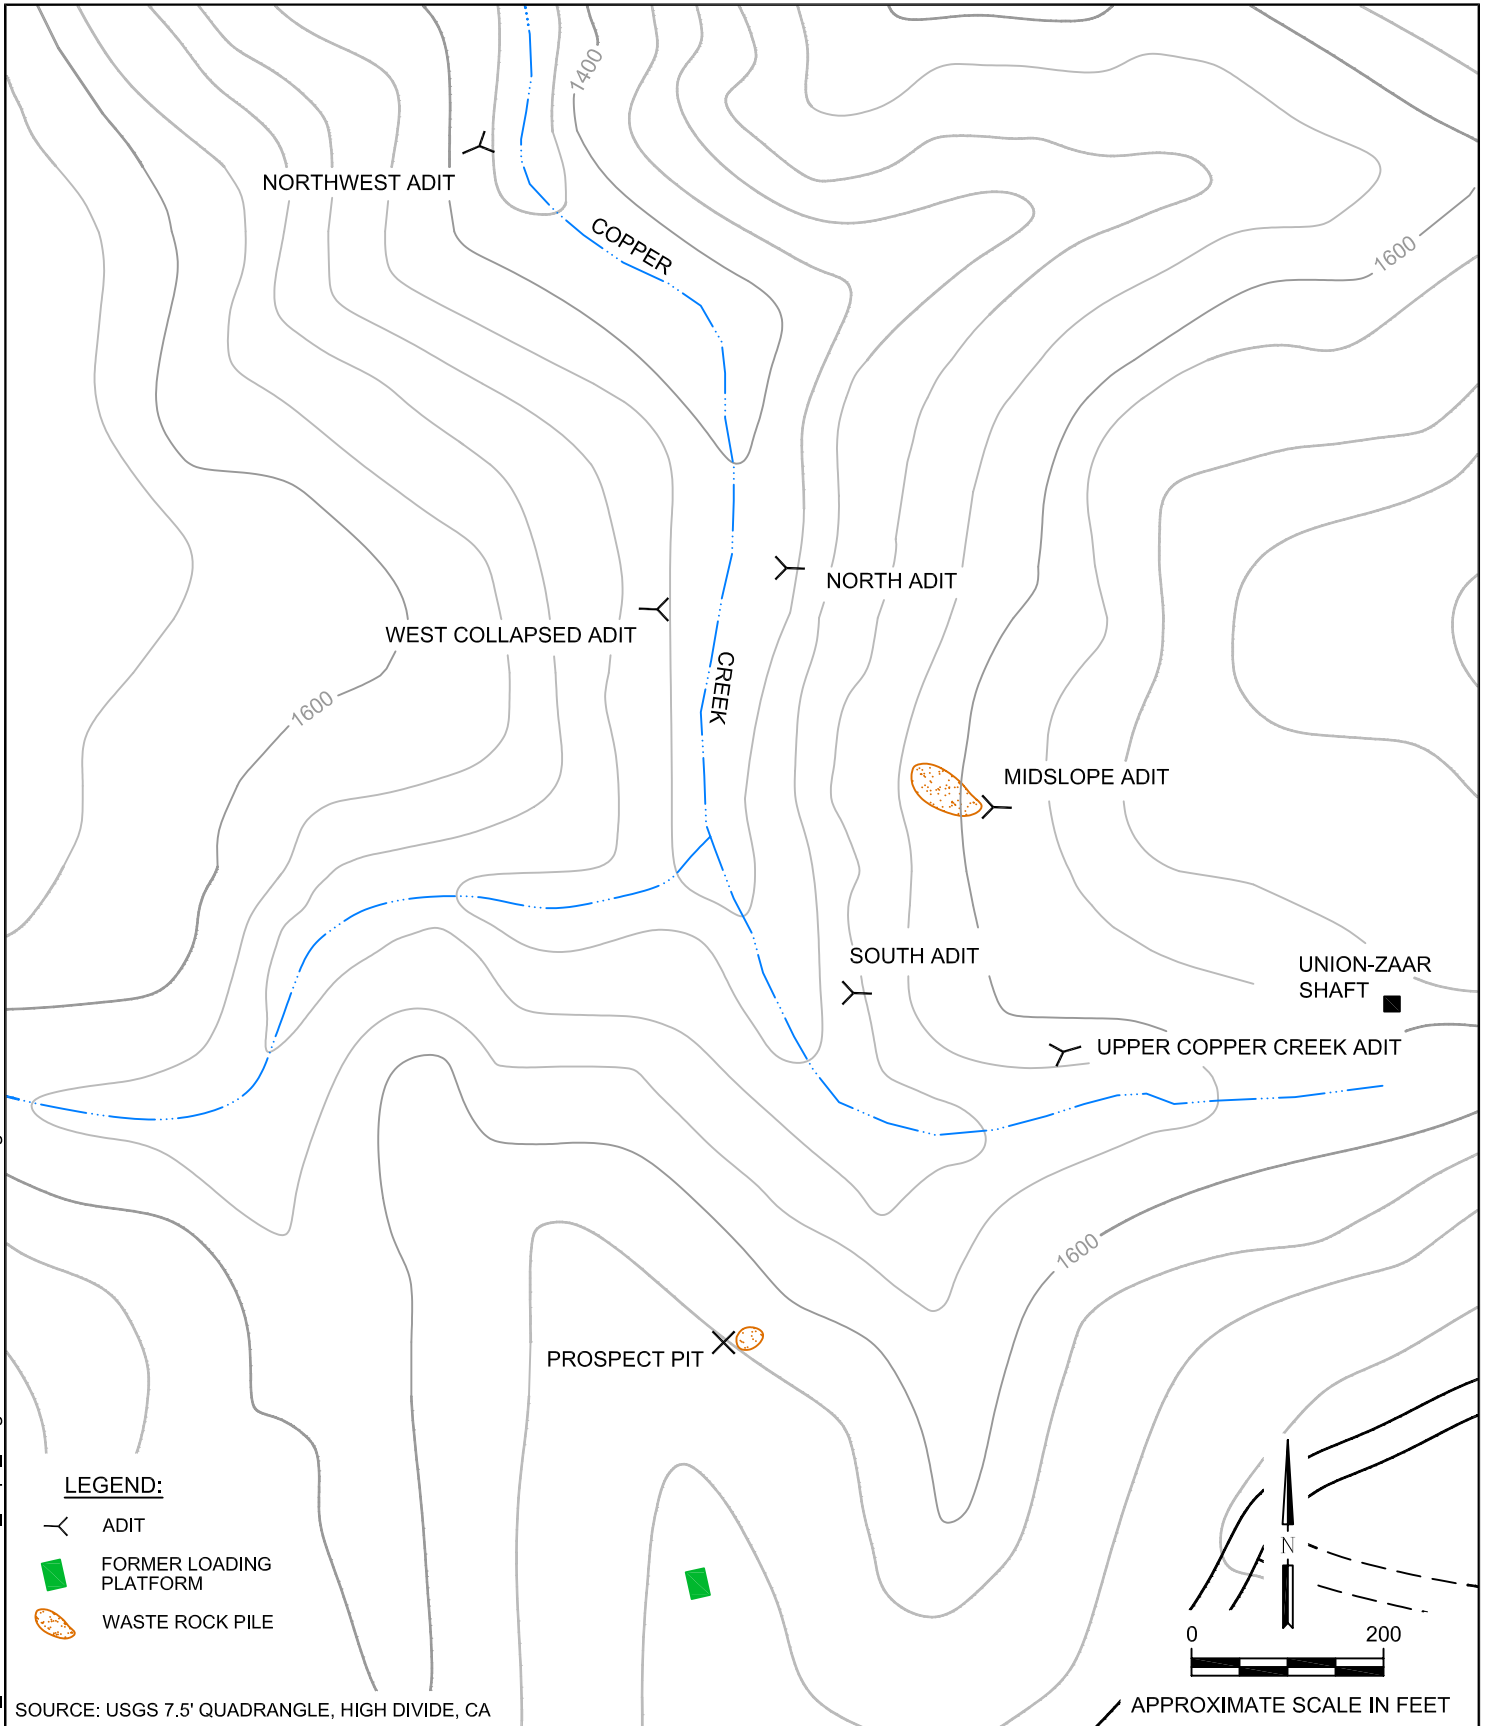 1400
NORTHWEST ADIT
COPPER
1600
NORTH ADIT
WEST COLLAPSED ADIT
CREEK
1600
MIDSLOPE ADIT
SOUTH ADIT
UNION-ZAAR
SHAFT
UPPER COPPER CREEK ADIT
1600
PROSPECT PIT
LEGEND:
ADIT
FORMER LOADING
PLATFORM
WASTE ROCK PILE
N
0 200
APPROXIMATE SCALE IN FEET
SOURCE: USGS 7.5' QUADRANGLE, HIGH DIVIDE, CA